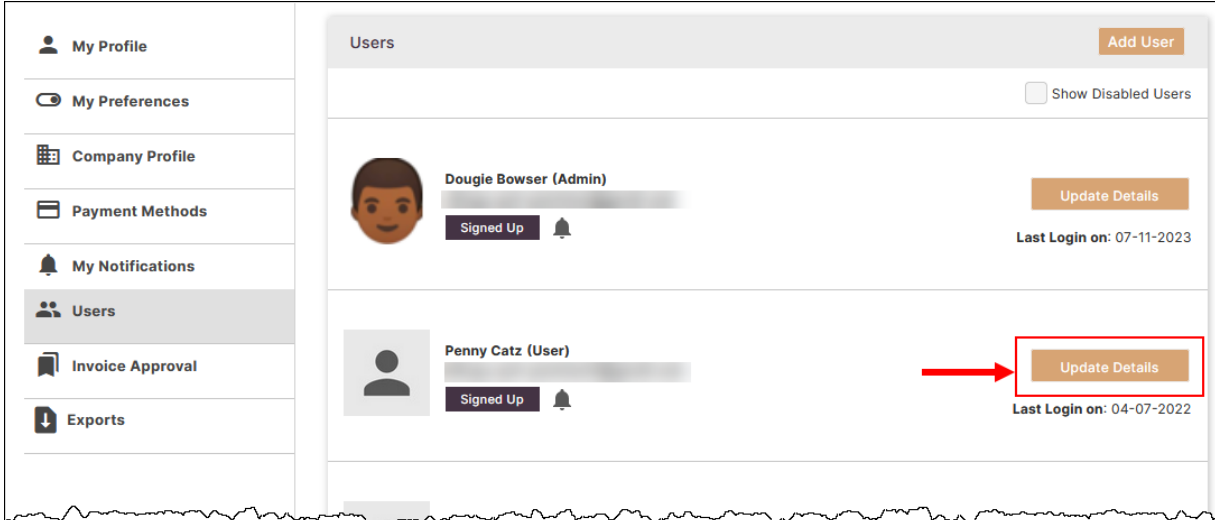 My Profile
My Preferences
Company Profile
Payment Methods
My Notifications
Users
Invoice Approval
Exports
Users
Add User
Show Disabled Users
Dougie Bowser (Admin)
Signed Up
Update Details
Last Login on: 07-11-2023
Penny Catz (User)
Signed Up
Update Details
Last Login on: 04-07-2022